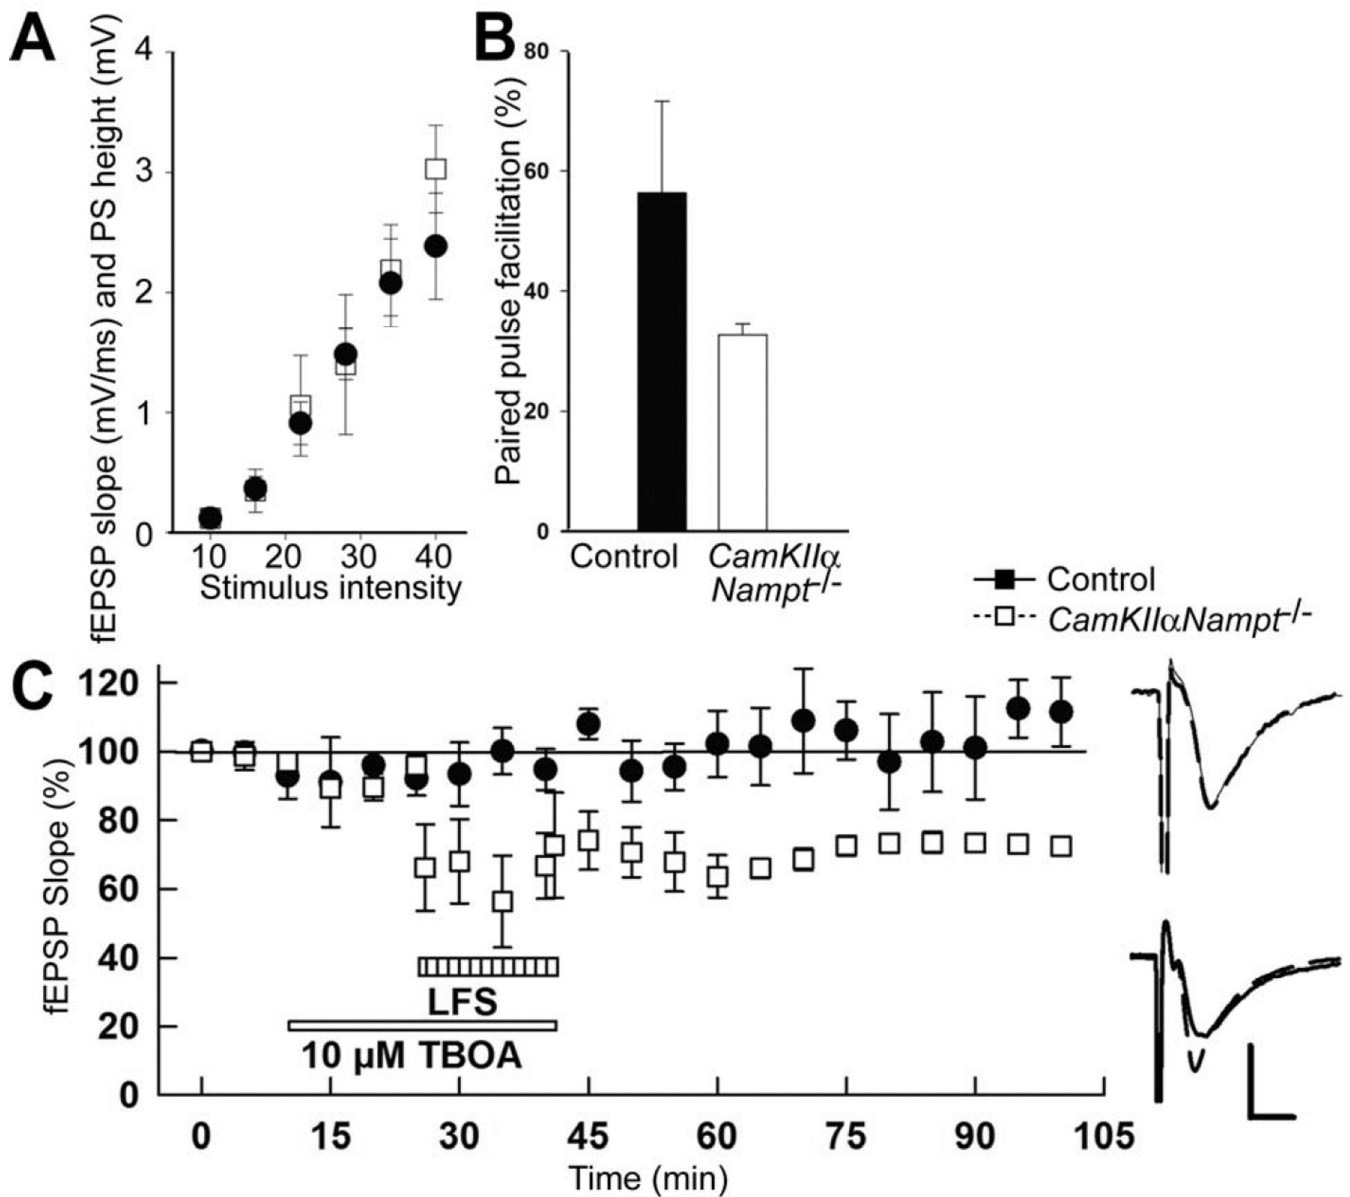 A
fEPSP slope (mV/ms) and PS height (mV)
4
3
2
1
0
10 20 30 40
Stimulus intensity
B
Paired pulse facilitation (%)
80
60
40
20
0
Control
CamKIIα
Nampt-/-
Control
CamKIIαNampt-/-
C
fEPSP Slope (%)
120
100
80
60
40
20
0
LFS
10 µM TBOA
0 15 30 45 60 75 90 105
Time (min)